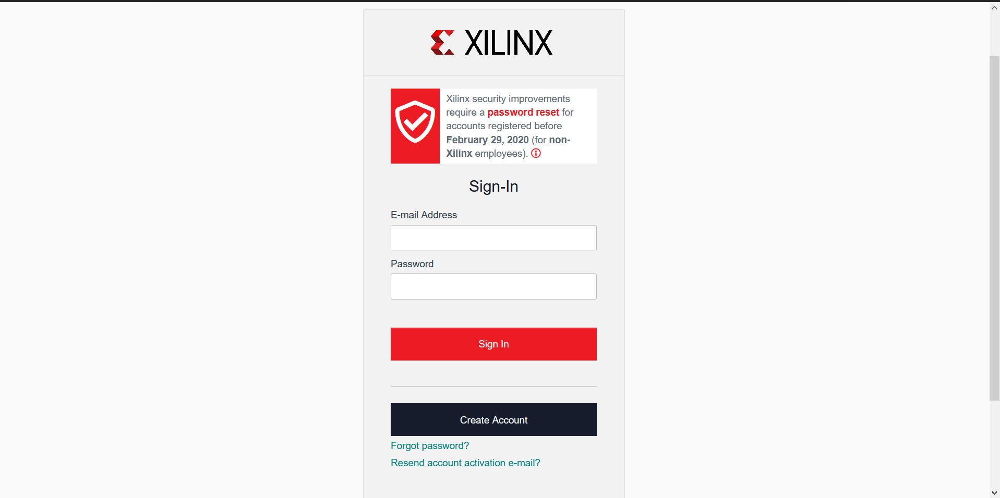 XILINX
Xilinx security improvements
require a password reset for
accounts registered before
February 29, 2020 (for non-
Xilinx employees).
Sign-In
E-mail Address
Password
Sign In
Create Account
Forgot password?
Resend account activation e-mail?